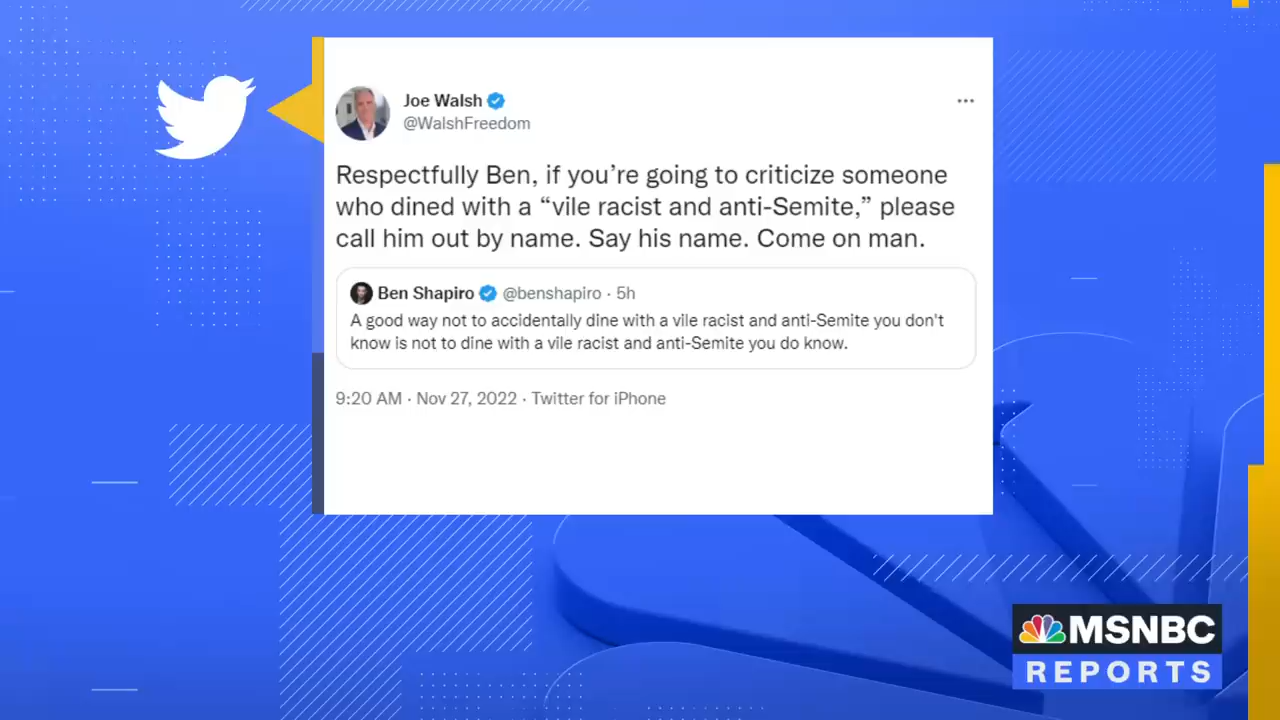 Joe Walsh
@WalshFreedom
Respectfully Ben, if you’re going to criticize someone
who dined with a “vile racist and anti-Semite,” please
call him out by name. Say his name. Come on man.
Ben Shapiro @benshapiro · 5h
A good way not to accidentally dine with a vile racist and anti-Semite you don't
know is not to dine with a vile racist and anti-Semite you do know.
9:20 AM · Nov 27, 2022 · Twitter for iPhone
MSNBC
REPORTS